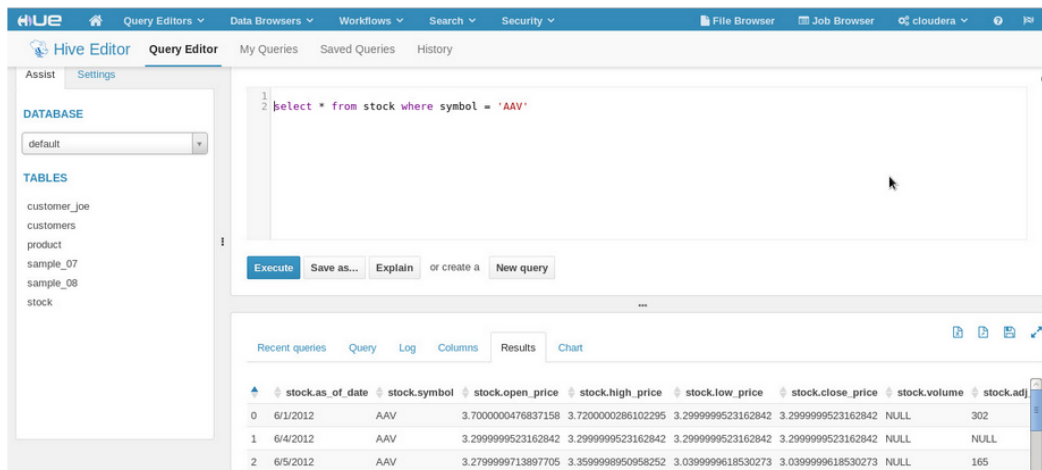 HUE Query Editors Data Browsers Workflows Search Security File Browser Job Browser cloudera
Hive Editor Query Editor My Queries Saved Queries History
Assist Settings
DATABASE
default
TABLES
customer_joe
customers
product
sample_07
sample_08
stock
1
2 select * from stock where symbol = 'AAV'
Execute Save as... Explain or create a New query
Recent queries Query Log Columns Results Chart
stock.as_of_date stock.symbol stock.open_price stock.high_price stock.low_price stock.close_price stock.volume stock.adj_
0 6/1/2012 AAV 3.7000000476837158 3.7200000286102295 3.2999999523162842 3.2999999523162842 NULL 302
1 6/4/2012 AAV 3.2999999523162842 3.2999999523162842 3.2999999523162842 3.2999999523162842 NULL NULL
2 6/5/2012 AAV 3.2799999713897705 3.3599998950958252 3.0399999618530273 3.0399999618530273 NULL 165